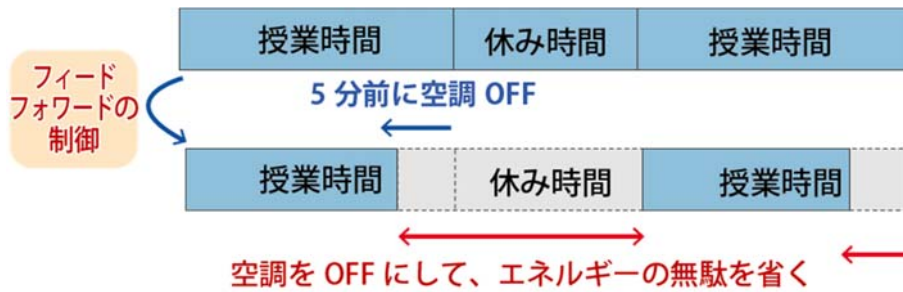 授業時間 休み時間 授業時間
フィード
フォワードの
制御
5分前に空調 OFF
授業時間 休み時間 授業時間
空調を OFF にして、エネルギーの無駄を省く